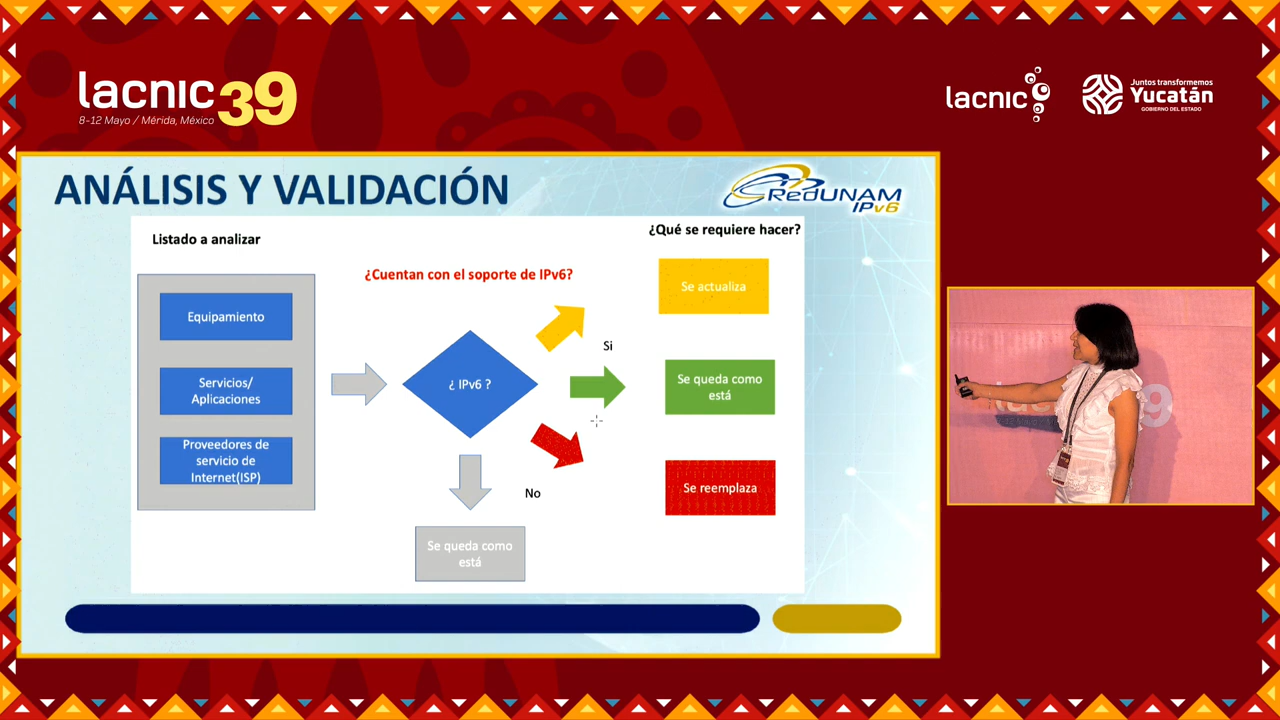 lacnic 39
8-12 Mayo / Mérida, México
lacnic
Juntos transformemos
Yucatán
GOBIERNO DEL ESTADO
ANÁLISIS Y VALIDACIÓN
RedUNAM
IPv6
Listado a analizar
¿Qué se requiere hacer?
¿Cuentan con el soporte de IPv6?
Equipamiento
Servicios/
Aplicaciones
Proveedores de
servicio de
Internet(ISP)
¿ IPv6 ?
Si
No
Se actualiza
Se queda como
está
Se reemplaza
Se queda como
está